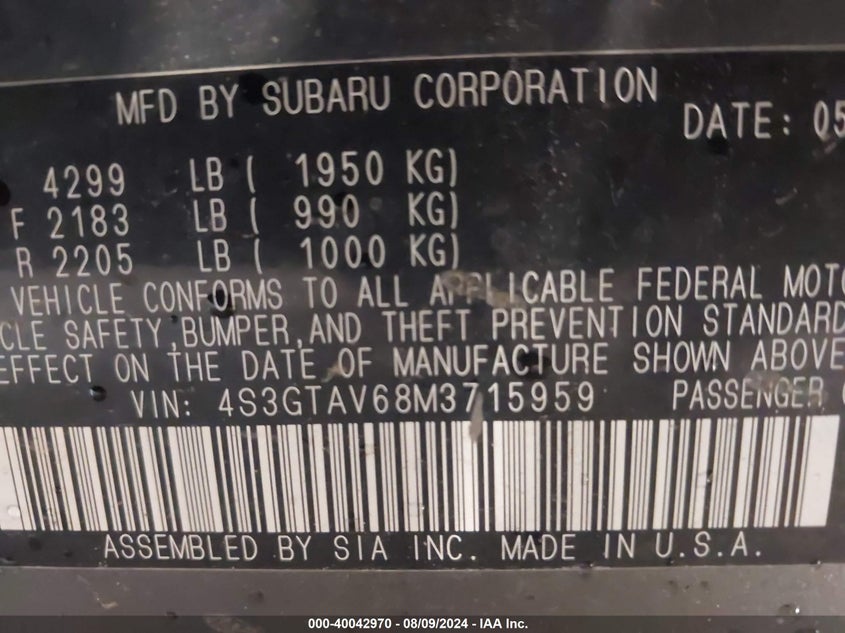 MFD BY SUBARU CORPORATION DATE: 05
4299 LB ( 1950 KG)
F 2183 LB ( 990 KG)
R 2205 LB ( 1000 KG)
VEHICLE CONFORMS TO ALL APPLICABLE FEDERAL MOTO
CLE SAFETY,BUMPER,AND THEFT PREVENTION STANDARD
EFFECT ON THE DATE OF MANUFACTURE SHOWN ABOVE
VIN: 4S3GTAV68M3715959 PASSENGER
ASSEMBLED BY SIA INC. MADE IN U.S.A.
000-40042970 - 08/09/2024 - IAA Inc.